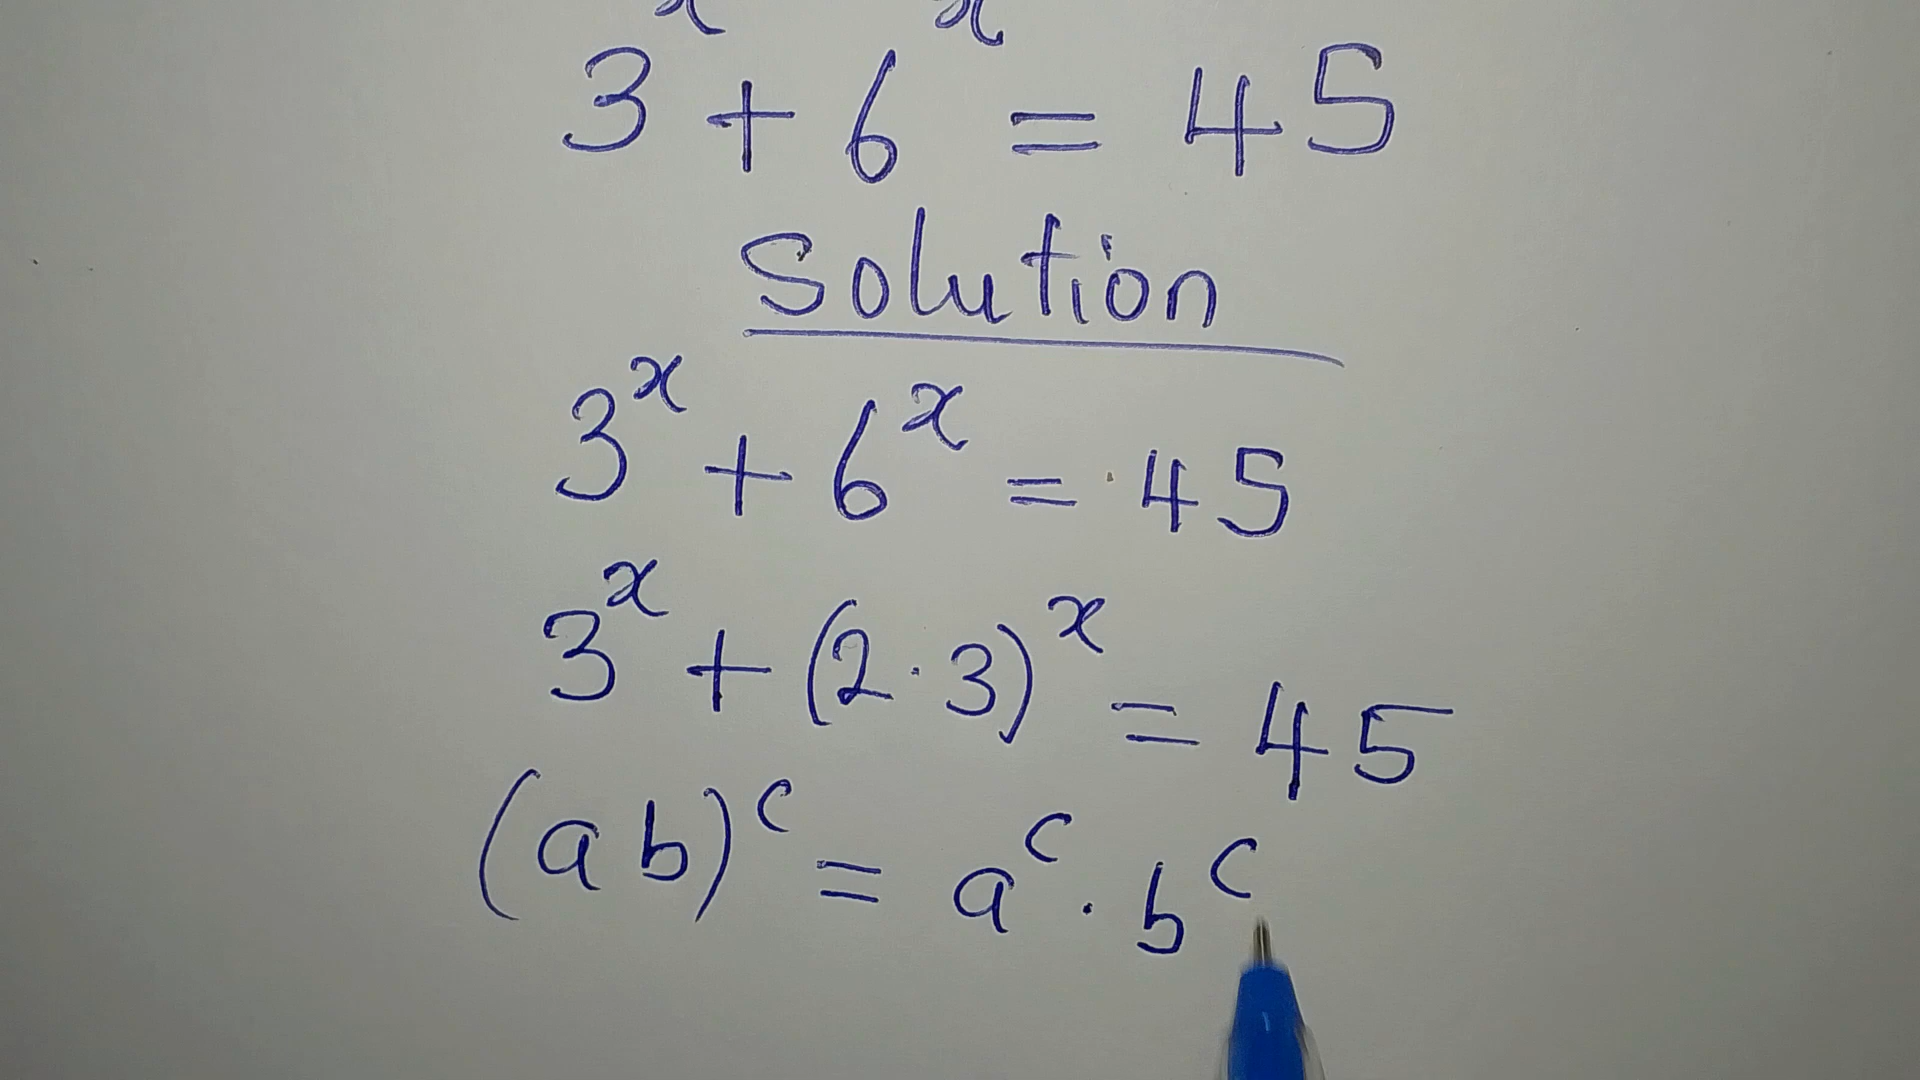 3^x + 6^x = 45
Solution
3^x + 6^x = 45
3^x + (2·3)^x = 45
(ab)^c = a^c · b^c